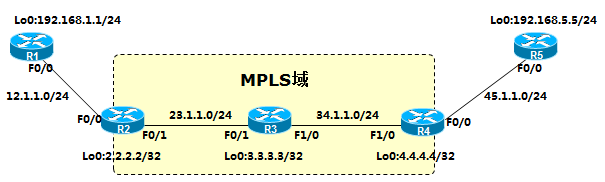 Lo0:192.168.1.1/24
Lo0:192.168.5.5/24
R1
F0/0
R5
F0/0
MPLS域
12.1.1.0/24
23.1.1.0/24
34.1.1.0/24
45.1.1.0/24
F0/0
R2
F0/1
F0/1
R3
F1/0
F1/0
R4
F0/0
Lo0:2.2.2.2/32
Lo0:3.3.3.3/32
Lo0:4.4.4.4/32